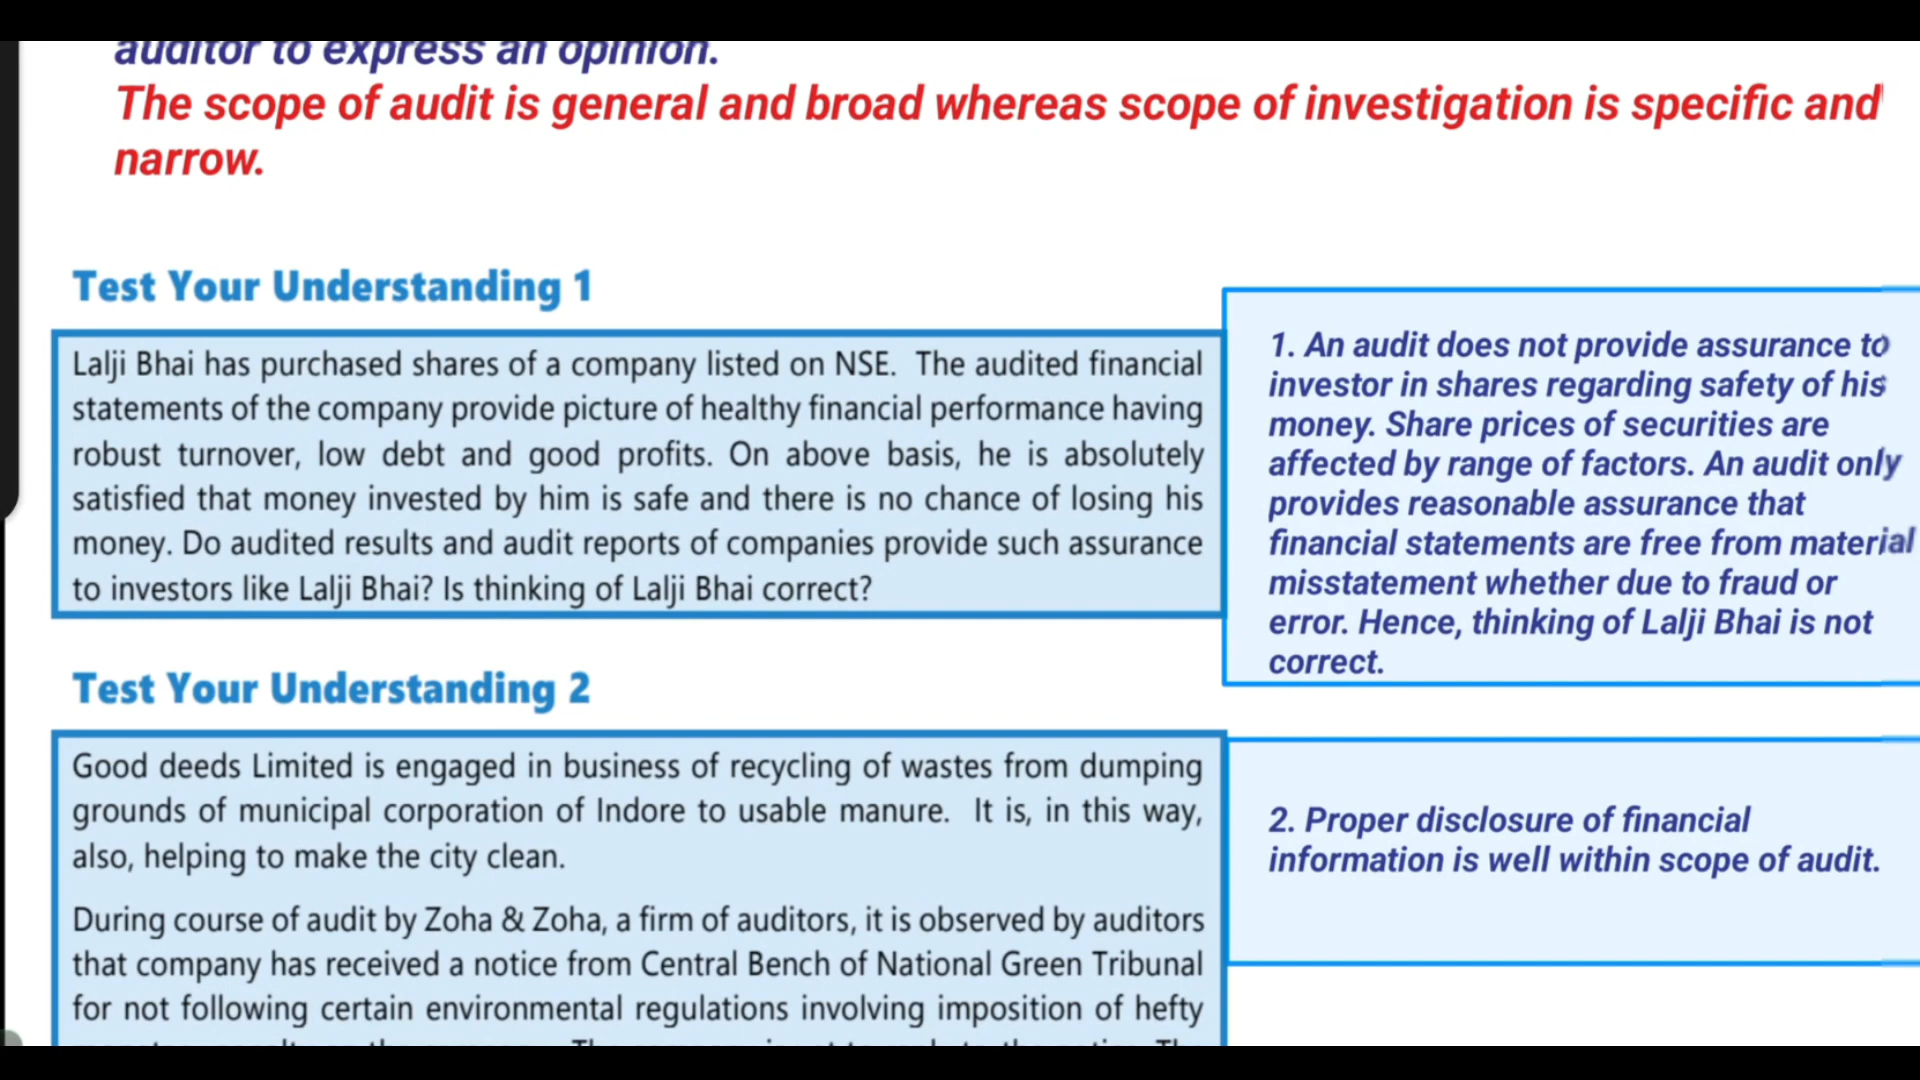 auditor to express an opinion.
The scope of audit is general and broad whereas scope of investigation is specific and
narrow.
Test Your Understanding 1
Lalji Bhai has purchased shares of a company listed on NSE. The audited financial
statements of the company provide picture of healthy financial performance having
robust turnover, low debt and good profits. On above basis, he is absolutely
satisfied that money invested by him is safe and there is no chance of losing his
money. Do audited results and audit reports of companies provide such assurance
to investors like Lalji Bhai? Is thinking of Lalji Bhai correct?
1. An audit does not provide assurance to
investor in shares regarding safety of his
money. Share prices of securities are
affected by range of factors. An audit only
provides reasonable assurance that
financial statements are free from material
misstatement whether due to fraud or
error. Hence, thinking of Lalji Bhai is not
correct.
Test Your Understanding 2
Good deeds Limited is engaged in business of recycling of wastes from dumping
grounds of municipal corporation of Indore to usable manure. It is, in this way,
also, helping to make the city clean.
During course of audit by Zoha & Zoha, a firm of auditors, it is observed by auditors
that company has received a notice from Central Bench of National Green Tribunal
for not following certain environmental regulations involving imposition of hefty
2. Proper disclosure of financial
information is well within scope of audit.